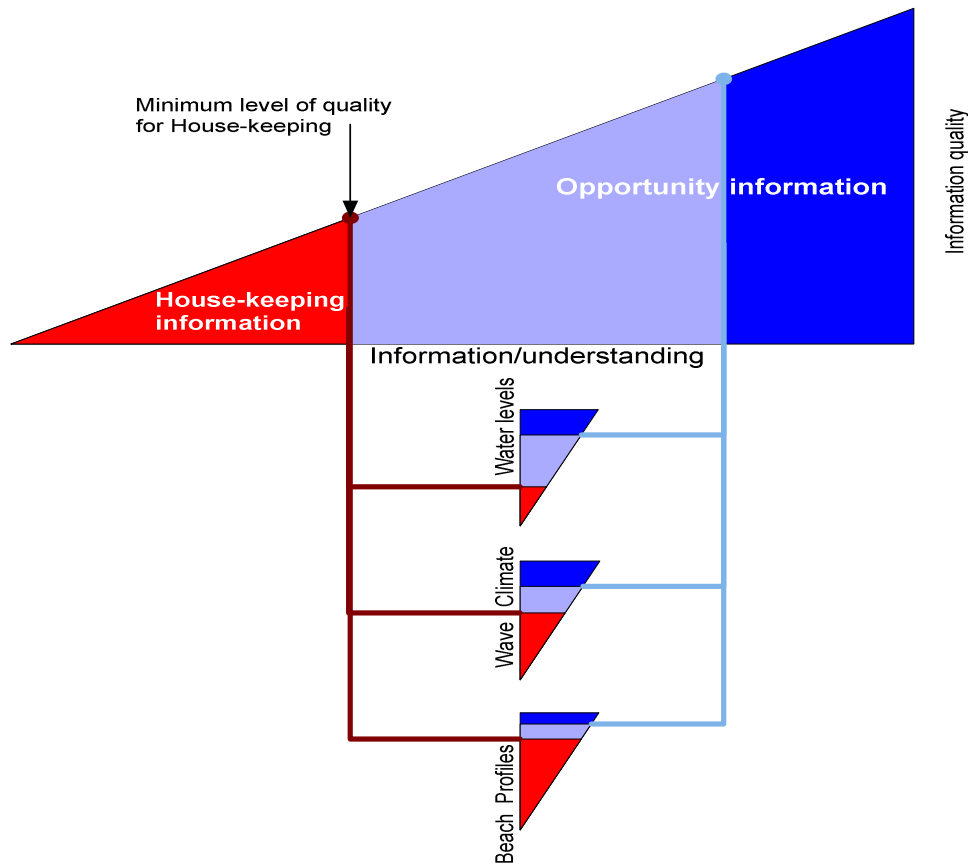 Minimum level of quality
for House-keeping
Opportunity information
Information quality
House-keeping
information
Information/understanding
Water levels
Wave Climate
Beach Profiles